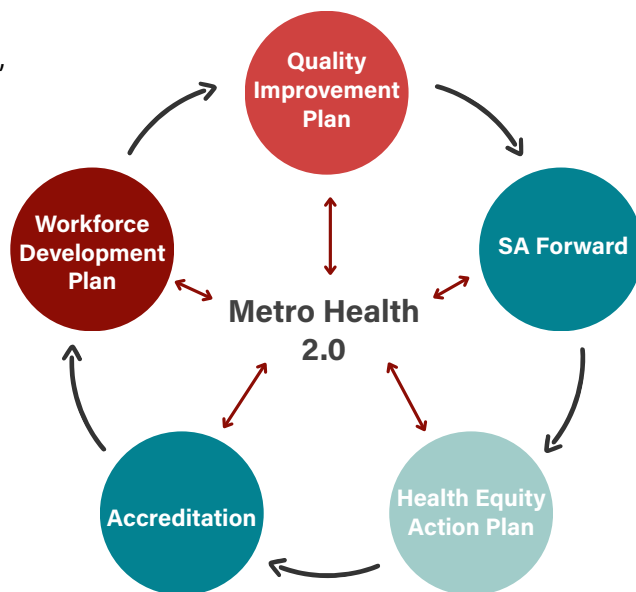 ,
Quality
Improvement
Plan
SA Forward
Health Equity
Action Plan
Accreditation
Workforce
Development
Plan
Metro Health
2.0